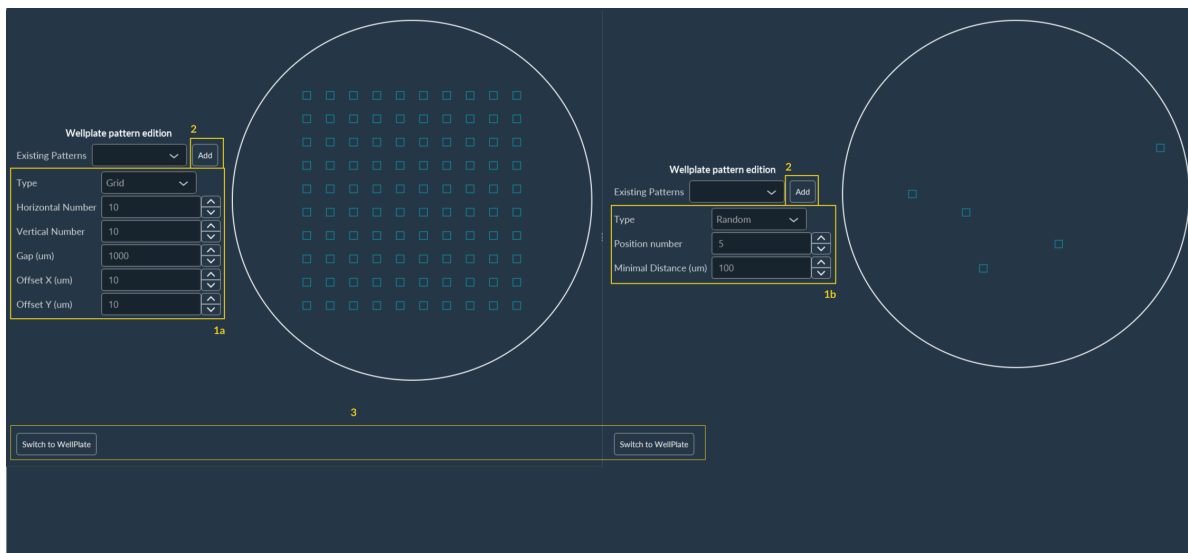 Wellplate pattern edition 2
Existing Patterns Add
Type Grid
Horizontal Number 10
Vertical Number 10
Gap (um) 1000
Offset X (um) 10
Offset Y (um) 10
1a
Wellplate pattern edition 2
Existing Patterns Add
Type Random
Position number 5
Minimal Distance (um) 100
1b
3
Switch to WellPlate
Switch to WellPlate